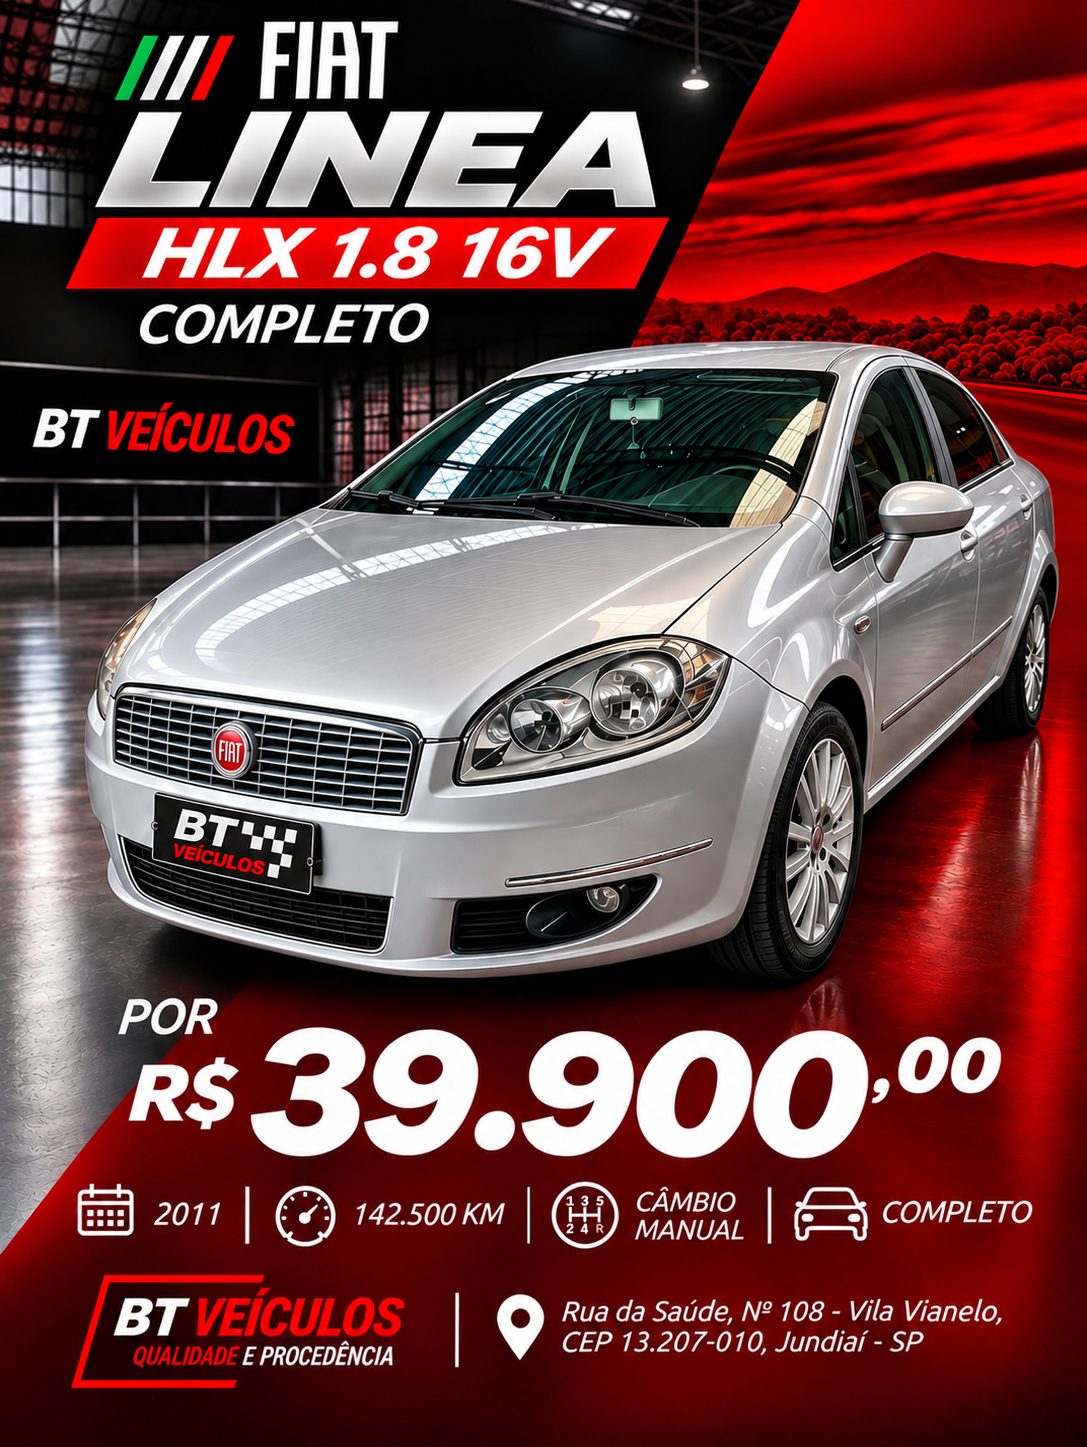 FIAT
LINEA
HLX 1.8 16V
COMPLETO
BT VEÍCULOS
FIAT
BT
VEÍCULOS
POR
R$ 39.900,00
2011
142.500 KM
1 3 5
2 4 R
CÂMBIO
MANUAL
COMPLETO
BT VEÍCULOS
QUALIDADE E PROCEDÊNCIA
Rua da Saúde, Nº 108 - Vila Vianelo,
CEP 13.207-010, Jundiaí - SP